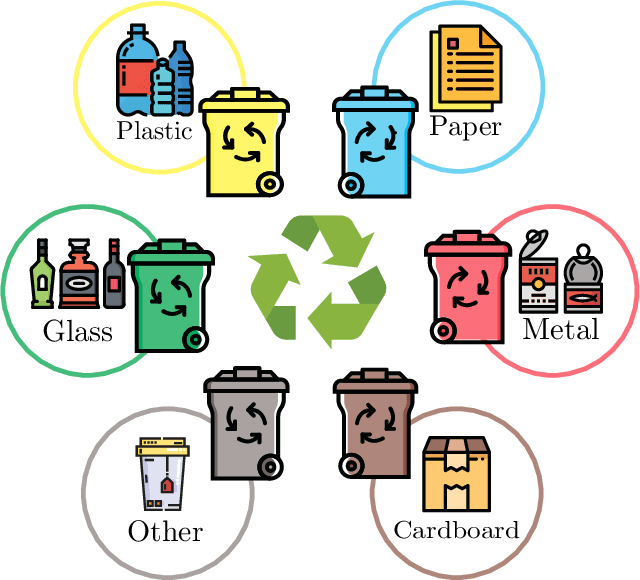 Plastic
Paper
Glass
Metal
Other
Cardboard